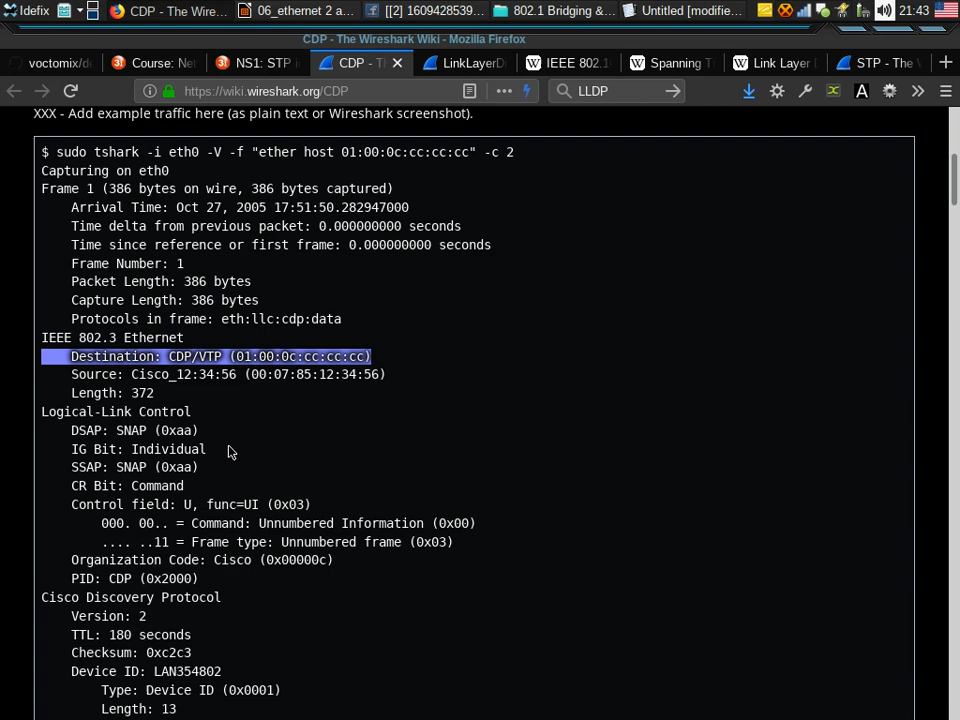 Idefix CDP - The Wire... 06_ethernet 2 a... [[2] 1609428539... 802.1 Bridging &... Untitled [modifie... 21:43
CDP - The Wireshark Wiki - Mozilla Firefox
voctomix/d Course: Net NS1: STP i CDP - T LinkLayerD IEEE 802.1 Spanning T Link Layer STP - The
https://wiki.wireshark.org/CDP LLDP
XXX - Add example traffic here (as plain text or Wireshark screenshot).
$ sudo tshark -i eth0 -V -f "ether host 01:00:0c:cc:cc:cc" -c 2
Capturing on eth0
Frame 1 (386 bytes on wire, 386 bytes captured)
Arrival Time: Oct 27, 2005 17:51:50.282947000
Time delta from previous packet: 0.000000000 seconds
Time since reference or first frame: 0.000000000 seconds
Frame Number: 1
Packet Length: 386 bytes
Capture Length: 386 bytes
Protocols in frame: eth:llc:cdp:data
IEEE 802.3 Ethernet
Destination: CDP/VTP (01:00:0c:cc:cc:cc)
Source: Cisco_12:34:56 (00:07:85:12:34:56)
Length: 372
Logical-Link Control
DSAP: SNAP (0xaa)
IG Bit: Individual
SSAP: SNAP (0xaa)
CR Bit: Command
Control field: U, func=UI (0x03)
000. 00.. = Command: Unnumbered Information (0x00)
.... ..11 = Frame type: Unnumbered frame (0x03)
Organization Code: Cisco (0x00000c)
PID: CDP (0x2000)
Cisco Discovery Protocol
Version: 2
TTL: 180 seconds
Checksum: 0xc2c3
Device ID: LAN354802
Type: Device ID (0x0001)
Length: 13